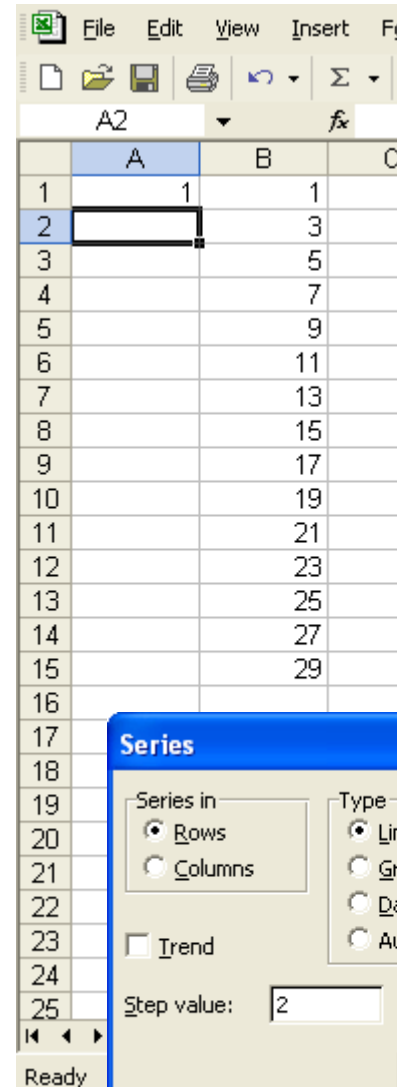 File Edit View Insert
Σ
A2 fx
A B
1 1 1
2 3
3 5
4 7
5 9
6 11
7 13
8 15
9 17
10 19
11 21
12 23
13 25
14 27
15 29
16
17 Series
18
19 Series in Type
20 Rows
21 Columns
22
23 Trend
24
25 Step value: 2
Ready